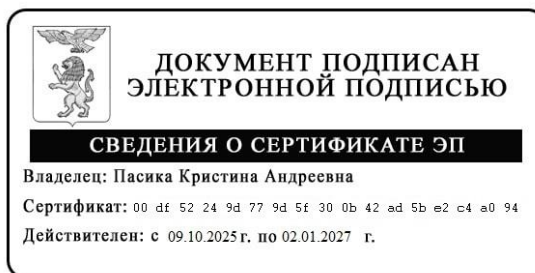 ДОКУМЕНТ ПОДПИСАН
ЭЛЕКТРОННОЙ ПОДПИСЬЮ
СВЕДЕНИЯ О СЕРТИФИКАТЕ ЭП
Владелец: Пасика Кристина Андреевна
Сертификат: 00 df 52 24 9d 77 9d 5f 30 0b 42 ad 5b e2 c4 a0 94
Действителен: с 09.10.2025 г. по 02.01.2027 г.